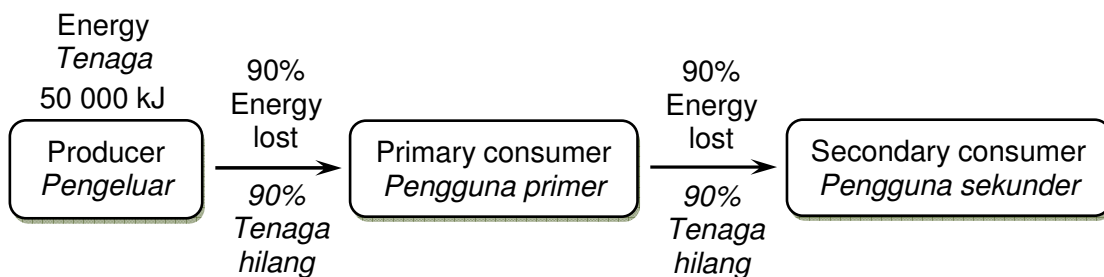 Energy
Tenaga
50 000 kJ
Producer
Pengeluar
90%
Energy
lost
90%
Tenaga
hilang
Primary consumer
Pengguna primer
90%
Energy
lost
90%
Tenaga
hilang
Secondary consumer
Pengguna sekunder